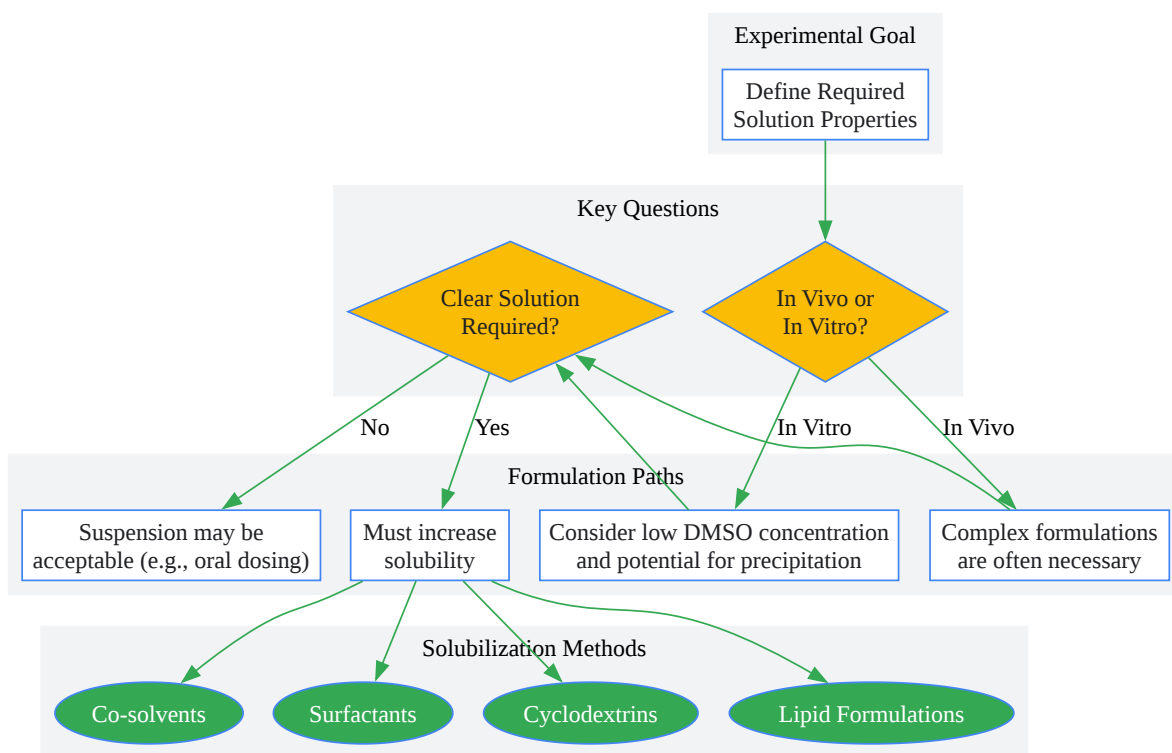 Experimental Goal
Define Required
Solution Properties
Key Questions
Clear Solution
Required?
In Vivo or
In Vitro?
No
Yes
In Vitro
In Vivo
Formulation Paths
Suspension may be
acceptable (e.g., oral dosing)
Must increase
solubility
Consider low DMSO concentration
and potential for precipitation
Complex formulations
are often necessary
Solubilization Methods
Co-solvents
Surfactants
Cyclodextrins
Lipid Formulations